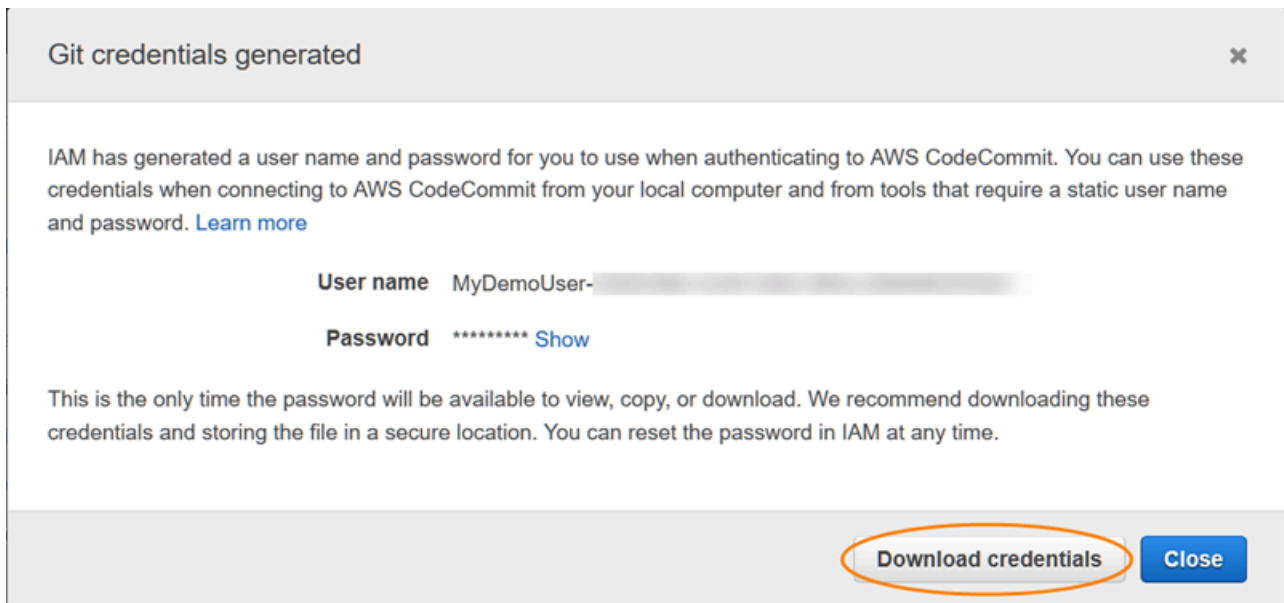 Git credentials generated
IAM has generated a user name and password for you to use when authenticating to AWS CodeCommit. You can use these
credentials when connecting to AWS CodeCommit from your local computer and from tools that require a static user name
and password. Learn more
User name MyDemoUser-
Password ********* Show
This is the only time the password will be available to view, copy, or download. We recommend downloading these
credentials and storing the file in a secure location. You can reset the password in IAM at any time.
Download credentials Close